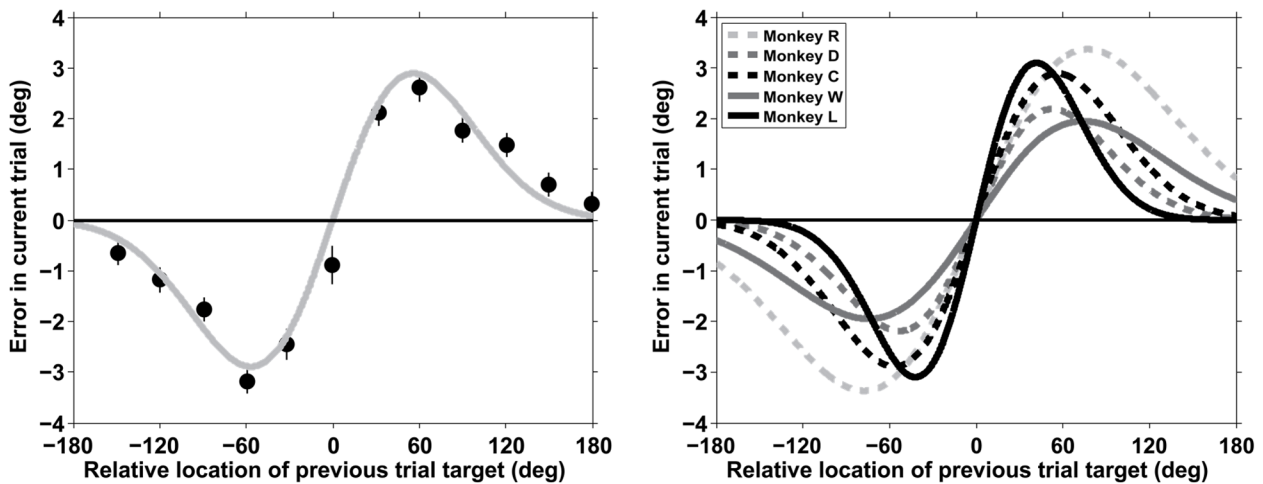 4
3
2
1
0
−1
−2
−3
−4
Error in current trial (deg)
−180 −120 −60 0 60 120 180
Relative location of previous trial target (deg)
4
3
2
1
0
−1
−2
−3
−4
Error in current trial (deg)
Monkey R
Monkey D
Monkey C
Monkey W
Monkey L
−180 −120 −60 0 60 120 180
Relative location of previous trial target (deg)